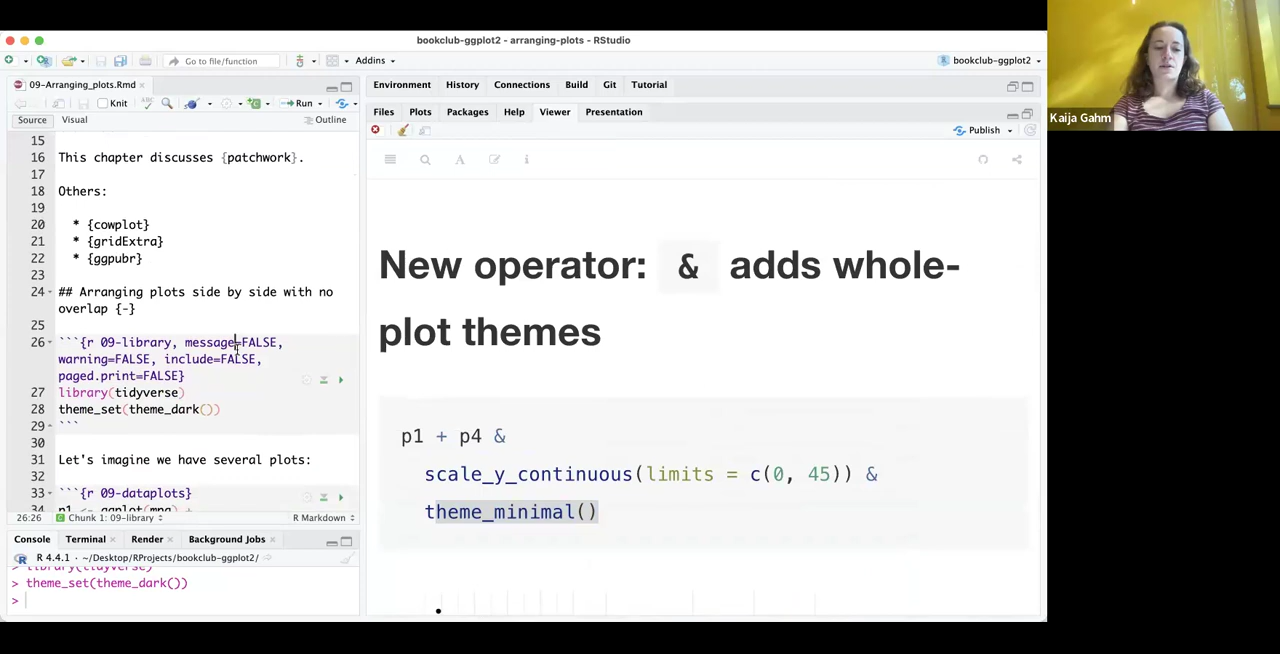 bookclub-ggplot2 - arranging-plots - RStudio
Go to file/function
Addins
bookclub-ggplot2
09-Arranging_plots.Rmd
Knit
Run
Source
Visual
Outline
15
16 This chapter discusses {patchwork}.
17
18 Others:
19
20 * {cowplot}
21 * {gridExtra}
22 * {ggpubr}
23
24 ## Arranging plots side by side with no
overlap {-}
25
26 ```{r 09-library, message=FALSE,
warning=FALSE, include=FALSE,
paged.print=FALSE}
27 library(tidyverse)
28 theme_set(theme_dark())
29 ```
30
31 Let's imagine we have several plots:
32
33 ```{r 09-dataplots}
34 p1 <- ggplot(mpg) +
26:26 Chunk 1: 09-library R Markdown
Console Terminal Render Background Jobs
R 4.4.1 · ~/Desktop/RProjects/bookclub-ggplot2/
> library(tidyverse)
> theme_set(theme_dark())
>
Environment History Connections Build Git Tutorial
Files Plots Packages Help Viewer Presentation
Publish
New operator: & adds whole-
plot themes
p1 + p4 &
scale_y_continuous(limits = c(0, 45)) &
theme_minimal()
Kaija Gahm